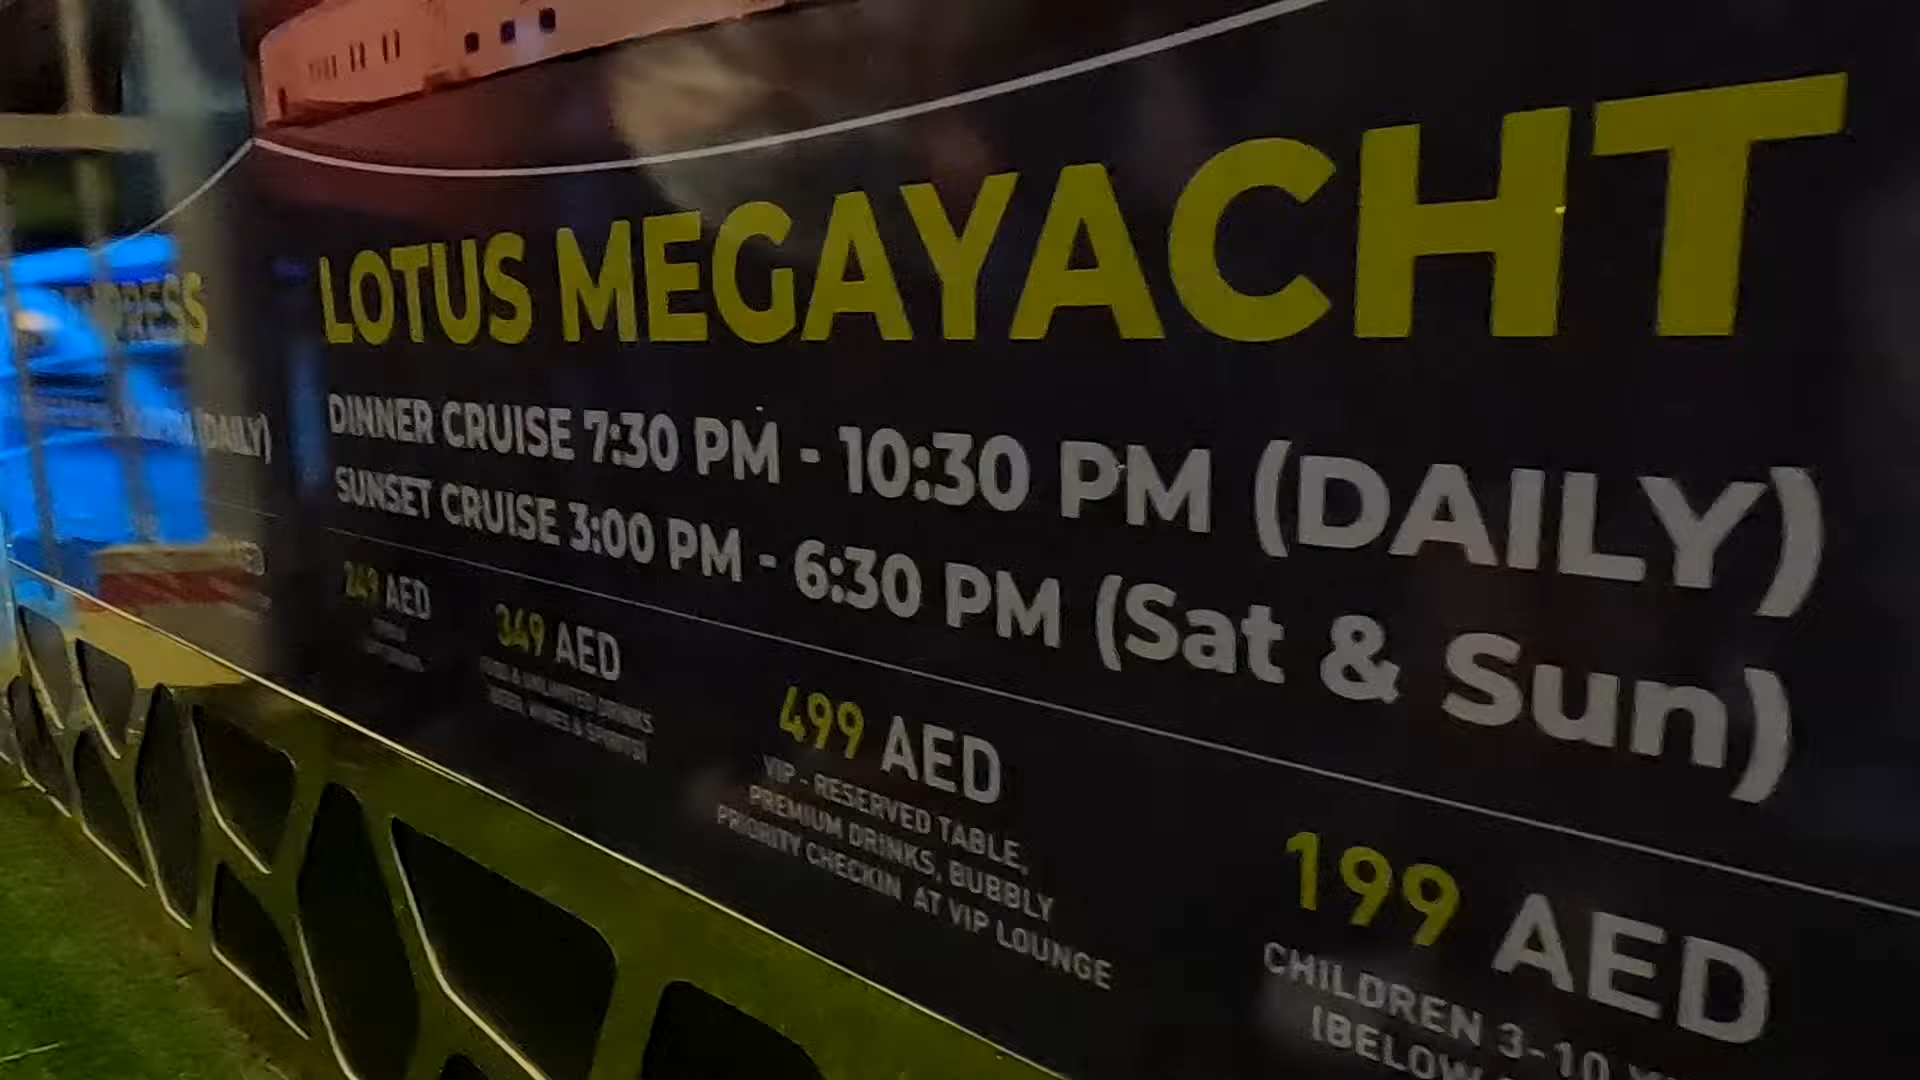 LOTUS MEGAYACHT
DINNER CRUISE 7:30 PM - 10:30 PM (DAILY)
SUNSET CRUISE 3:00 PM - 6:30 PM (Sat & Sun)
249 AED
349 AED
& UNLIMITED DRINKS
BEER, WINES & SPIRITS)
499 AED
VIP - RESERVED TABLE,
PREMIUM DRINKS, BUBBLY
PRIORITY CHECKIN AT VIP LOUNGE
199 AED
CHILDREN 3-10
(BELOW
(DAILY)